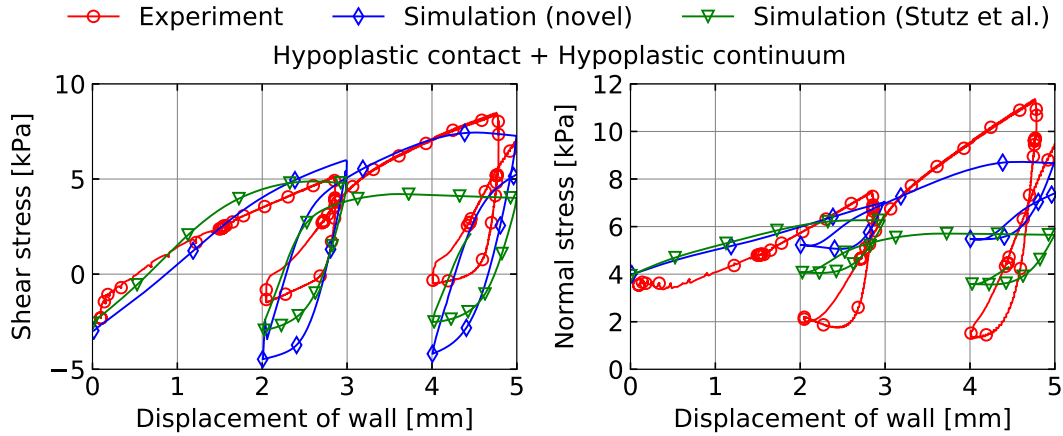 Experiment Simulation (novel) Simulation (Stutz et al.)
Hypoplastic contact + Hypoplastic continuum
Shear stress [kPa]
10
5
0
−5
0 1 2 3 4 5
Displacement of wall [mm]
Normal stress [kPa]
12
10
8
6
4
2
0
0 1 2 3 4 5
Displacement of wall [mm]